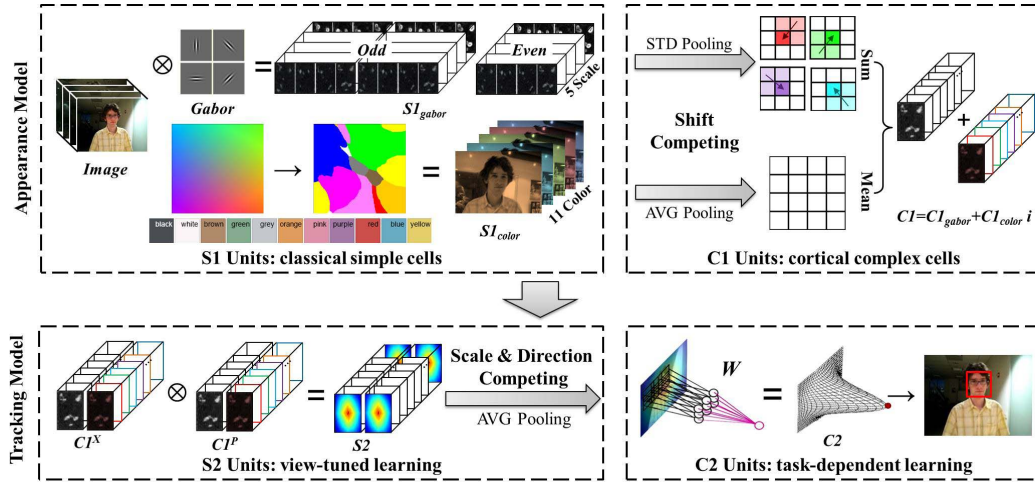 Appearance Model
Image
Gabor
Odd
Even
5 Scale
S1gabor
11 Color
S1color
black white brown green grey orange pink purple red blue yellow
S1 Units: classical simple cells
STD Pooling
Sum
Shift
Competing
AVG Pooling
Man
C1=C1gabor+C1color i
C1 Units: cortical complex cells
Tracking Model
C1X
C1P
S2
Scale & Direction
Competing
AVG Pooling
S2 Units: view-tuned learning
W
C2
C2 Units: task-dependent learning